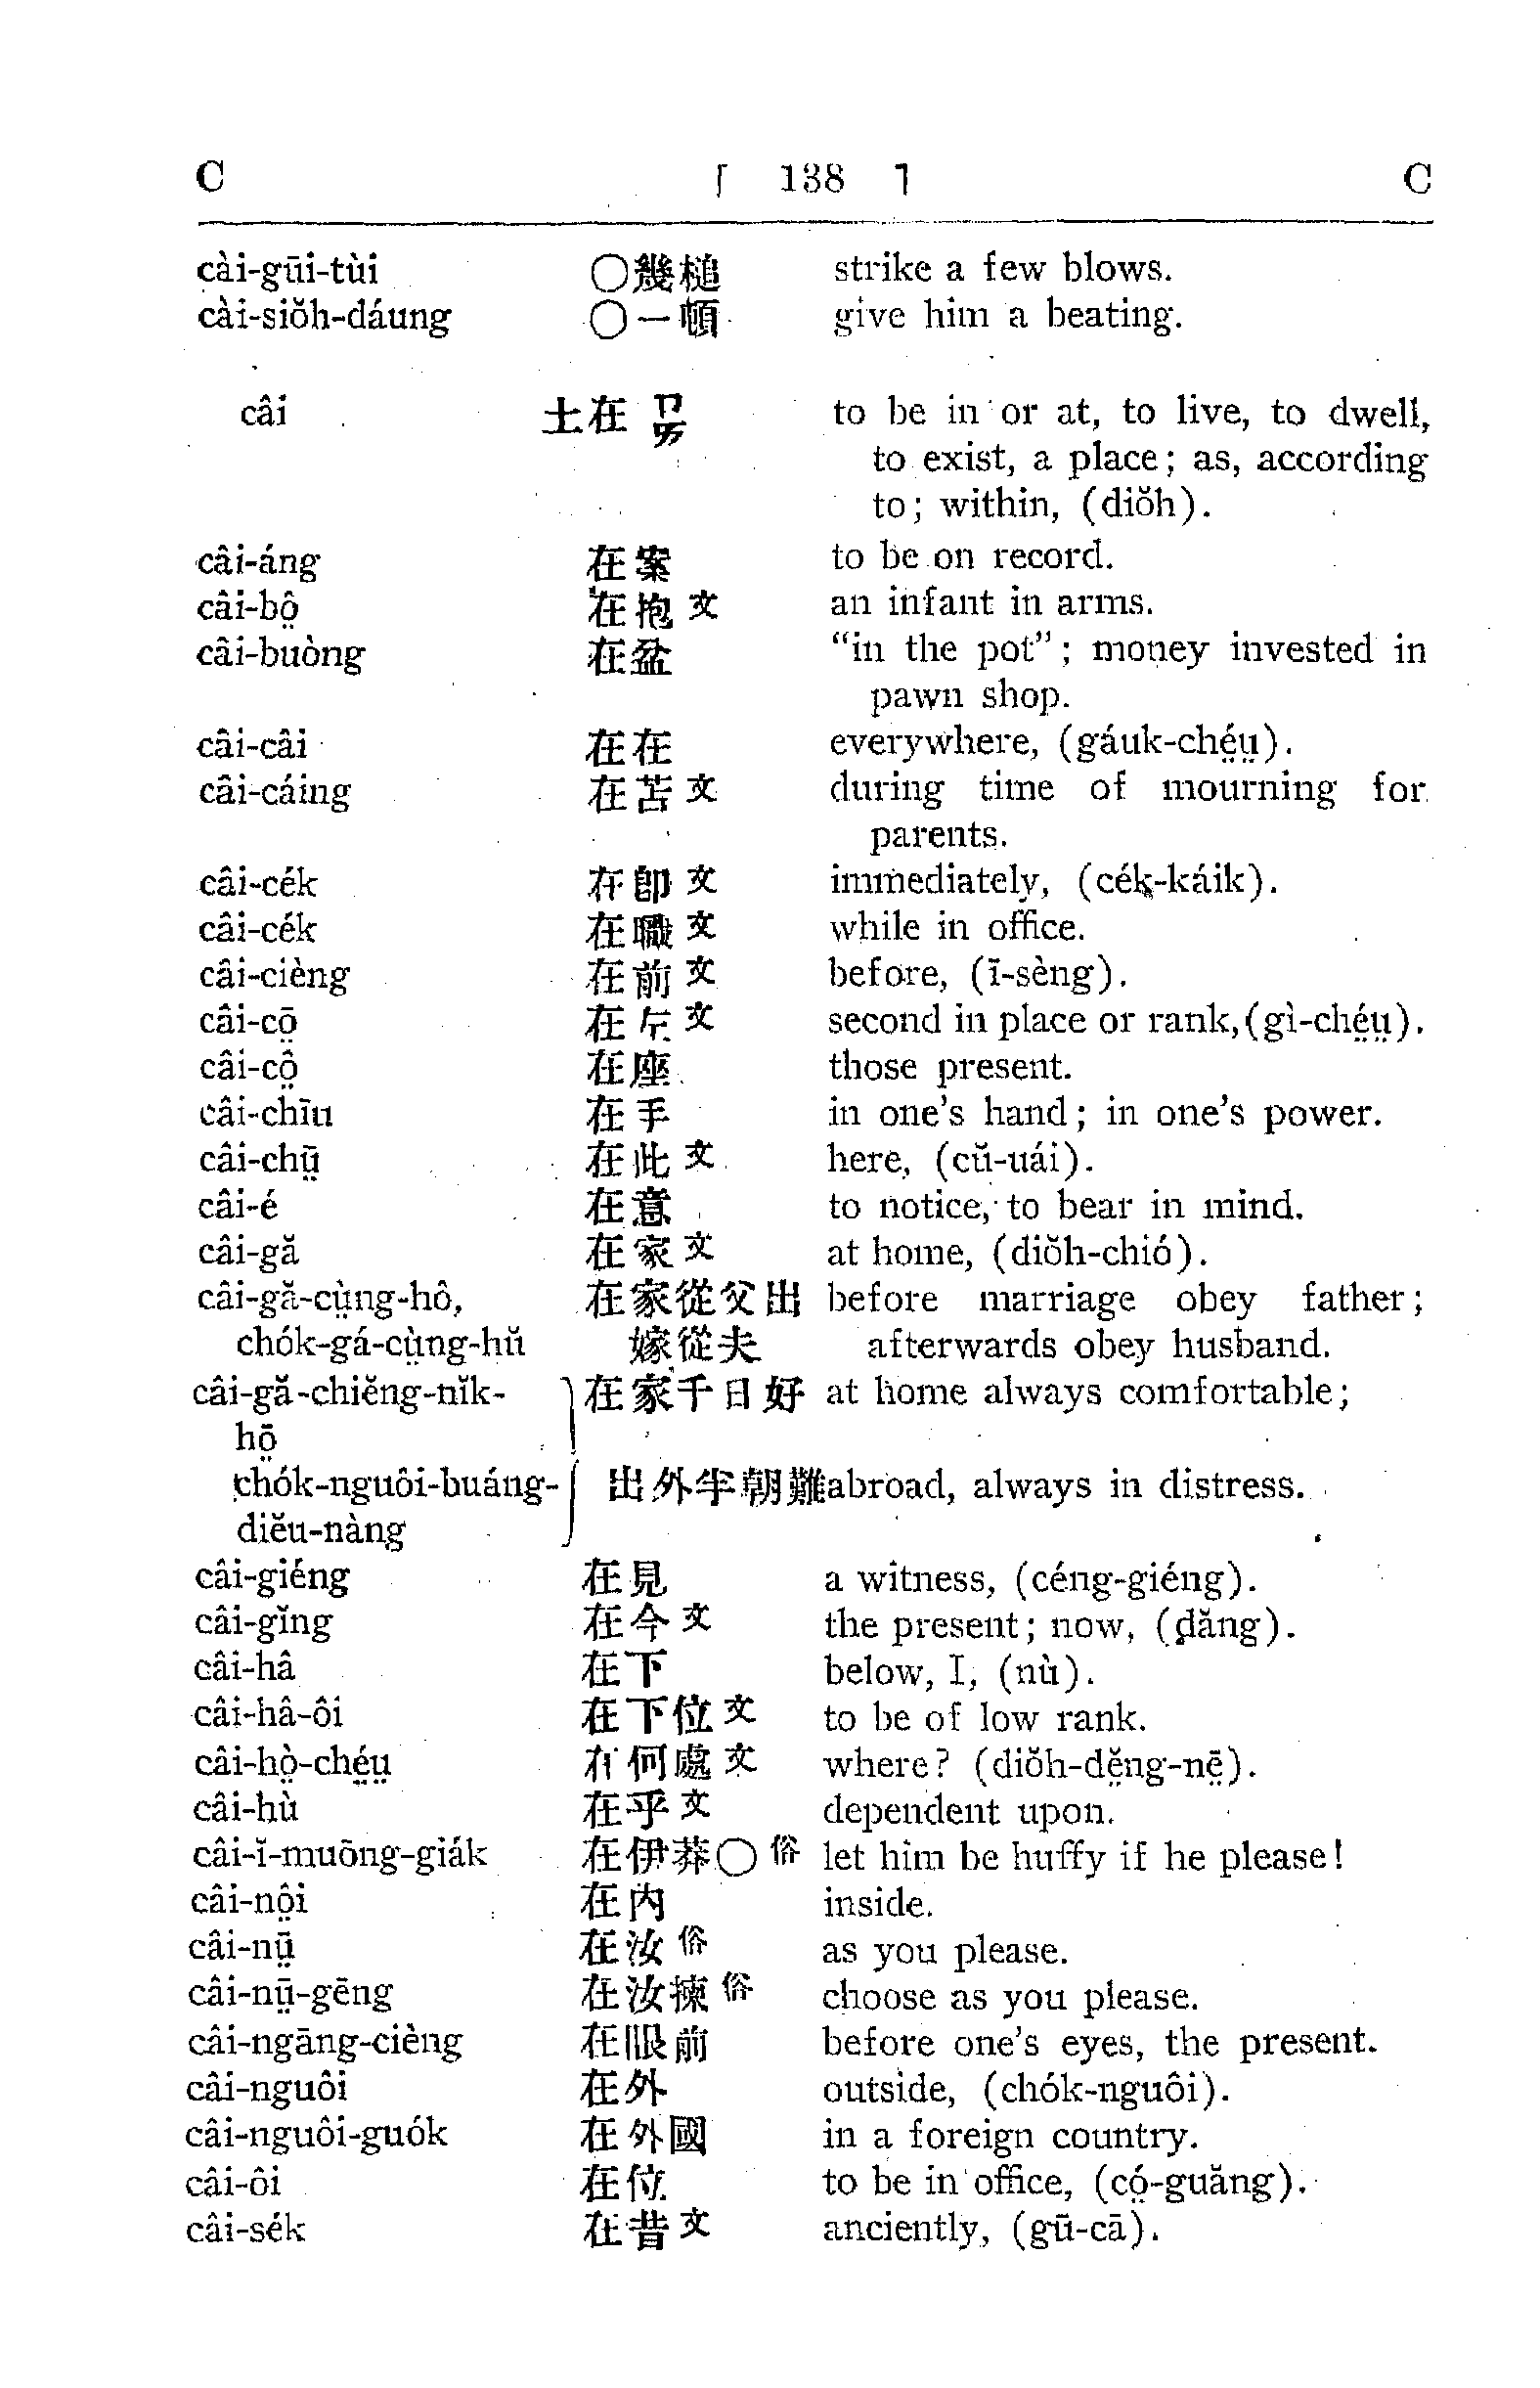 C ⌈ 138 ⌉ C
cài-gūi-tùi 〇幾槌 strike a few blows.
cài-siŏh-dáung 〇一頓 give him a beating.
câi 土在 ㄗㄞ to be in or at, to live, to dwell,
to exist, a place; as, according
to; within, (diŏh).
câi-áng 在案 to be on record.
câi-bô̤ 在抱 文 an infant in arms.
câi-buòng 在盆 “in the pot”; money invested in
pawn shop.
câi-câi 在在 everywhere, (gáuk-ché̤ṳ).
câi-cáing 在苫 文 during time of mourning for
parents.
câi-cék 在卽 文 immediately, (cék-káik).
câi-cék 在職 文 while in office.
câi-cièng 在前 文 before, (ī-sèng).
câi-cō̤ 在左 文 second in place or rank, (gì-ché̤ṳ).
câi-cô̤ 在座 those present.
câi-chīu 在手 in one’s hand; in one’s power.
câi-chṳ̄ 在此 文 here, (cŭ-uái).
câi-é 在意 to notice, to bear in mind.
câi-gă 在家 文 at home, (diŏh-chió).
câi-gă-cṳ̀ng-hô, 在家從父出 before marriage obey father;
chók-gá-cṳ̀ng-hŭ 嫁從夫 afterwards obey husband.
câi-gă-chiĕng-nĭk- 在家千日好 at home always comfortable;
hō̤
chók-nguôi-buáng- 出外半朝難 abroad, always in distress.
diĕu-nàng
câi-giéng 在見 a witness, (céng-giéng).
câi-gĭng 在今 文 the present; now, (dăng).
câi-hâ 在下 below, I, (nù).
câi-hâ-ôi 在下位 文 to be of low rank.
câi-hò̤-ché̤ṳ 在何處 文 where? (diŏh-dĕ̤ng-nē̤).
câi-hù 在乎 文 dependent upon.
câi-ĭ-muōng-giák 在伊莽〇 俗 let him be huffy if he please!
câi-nô̤i 在內 inside.
câi-nṳ̄ 在汝 俗 as you please.
câi-nṳ̄-gēng 在汝揀 俗 choose as you please.
câi-ngāng-cièng 在眼前 before one’s eyes, the present.
câi-nguôi 在外 outside, (chók-nguôi).
câi-nguôi-guók 在外國 in a foreign country.
câi-ôi 在位 to be in office, (có̤-guăng).
câi-sék 在昔 文 anciently, (gū-cā).